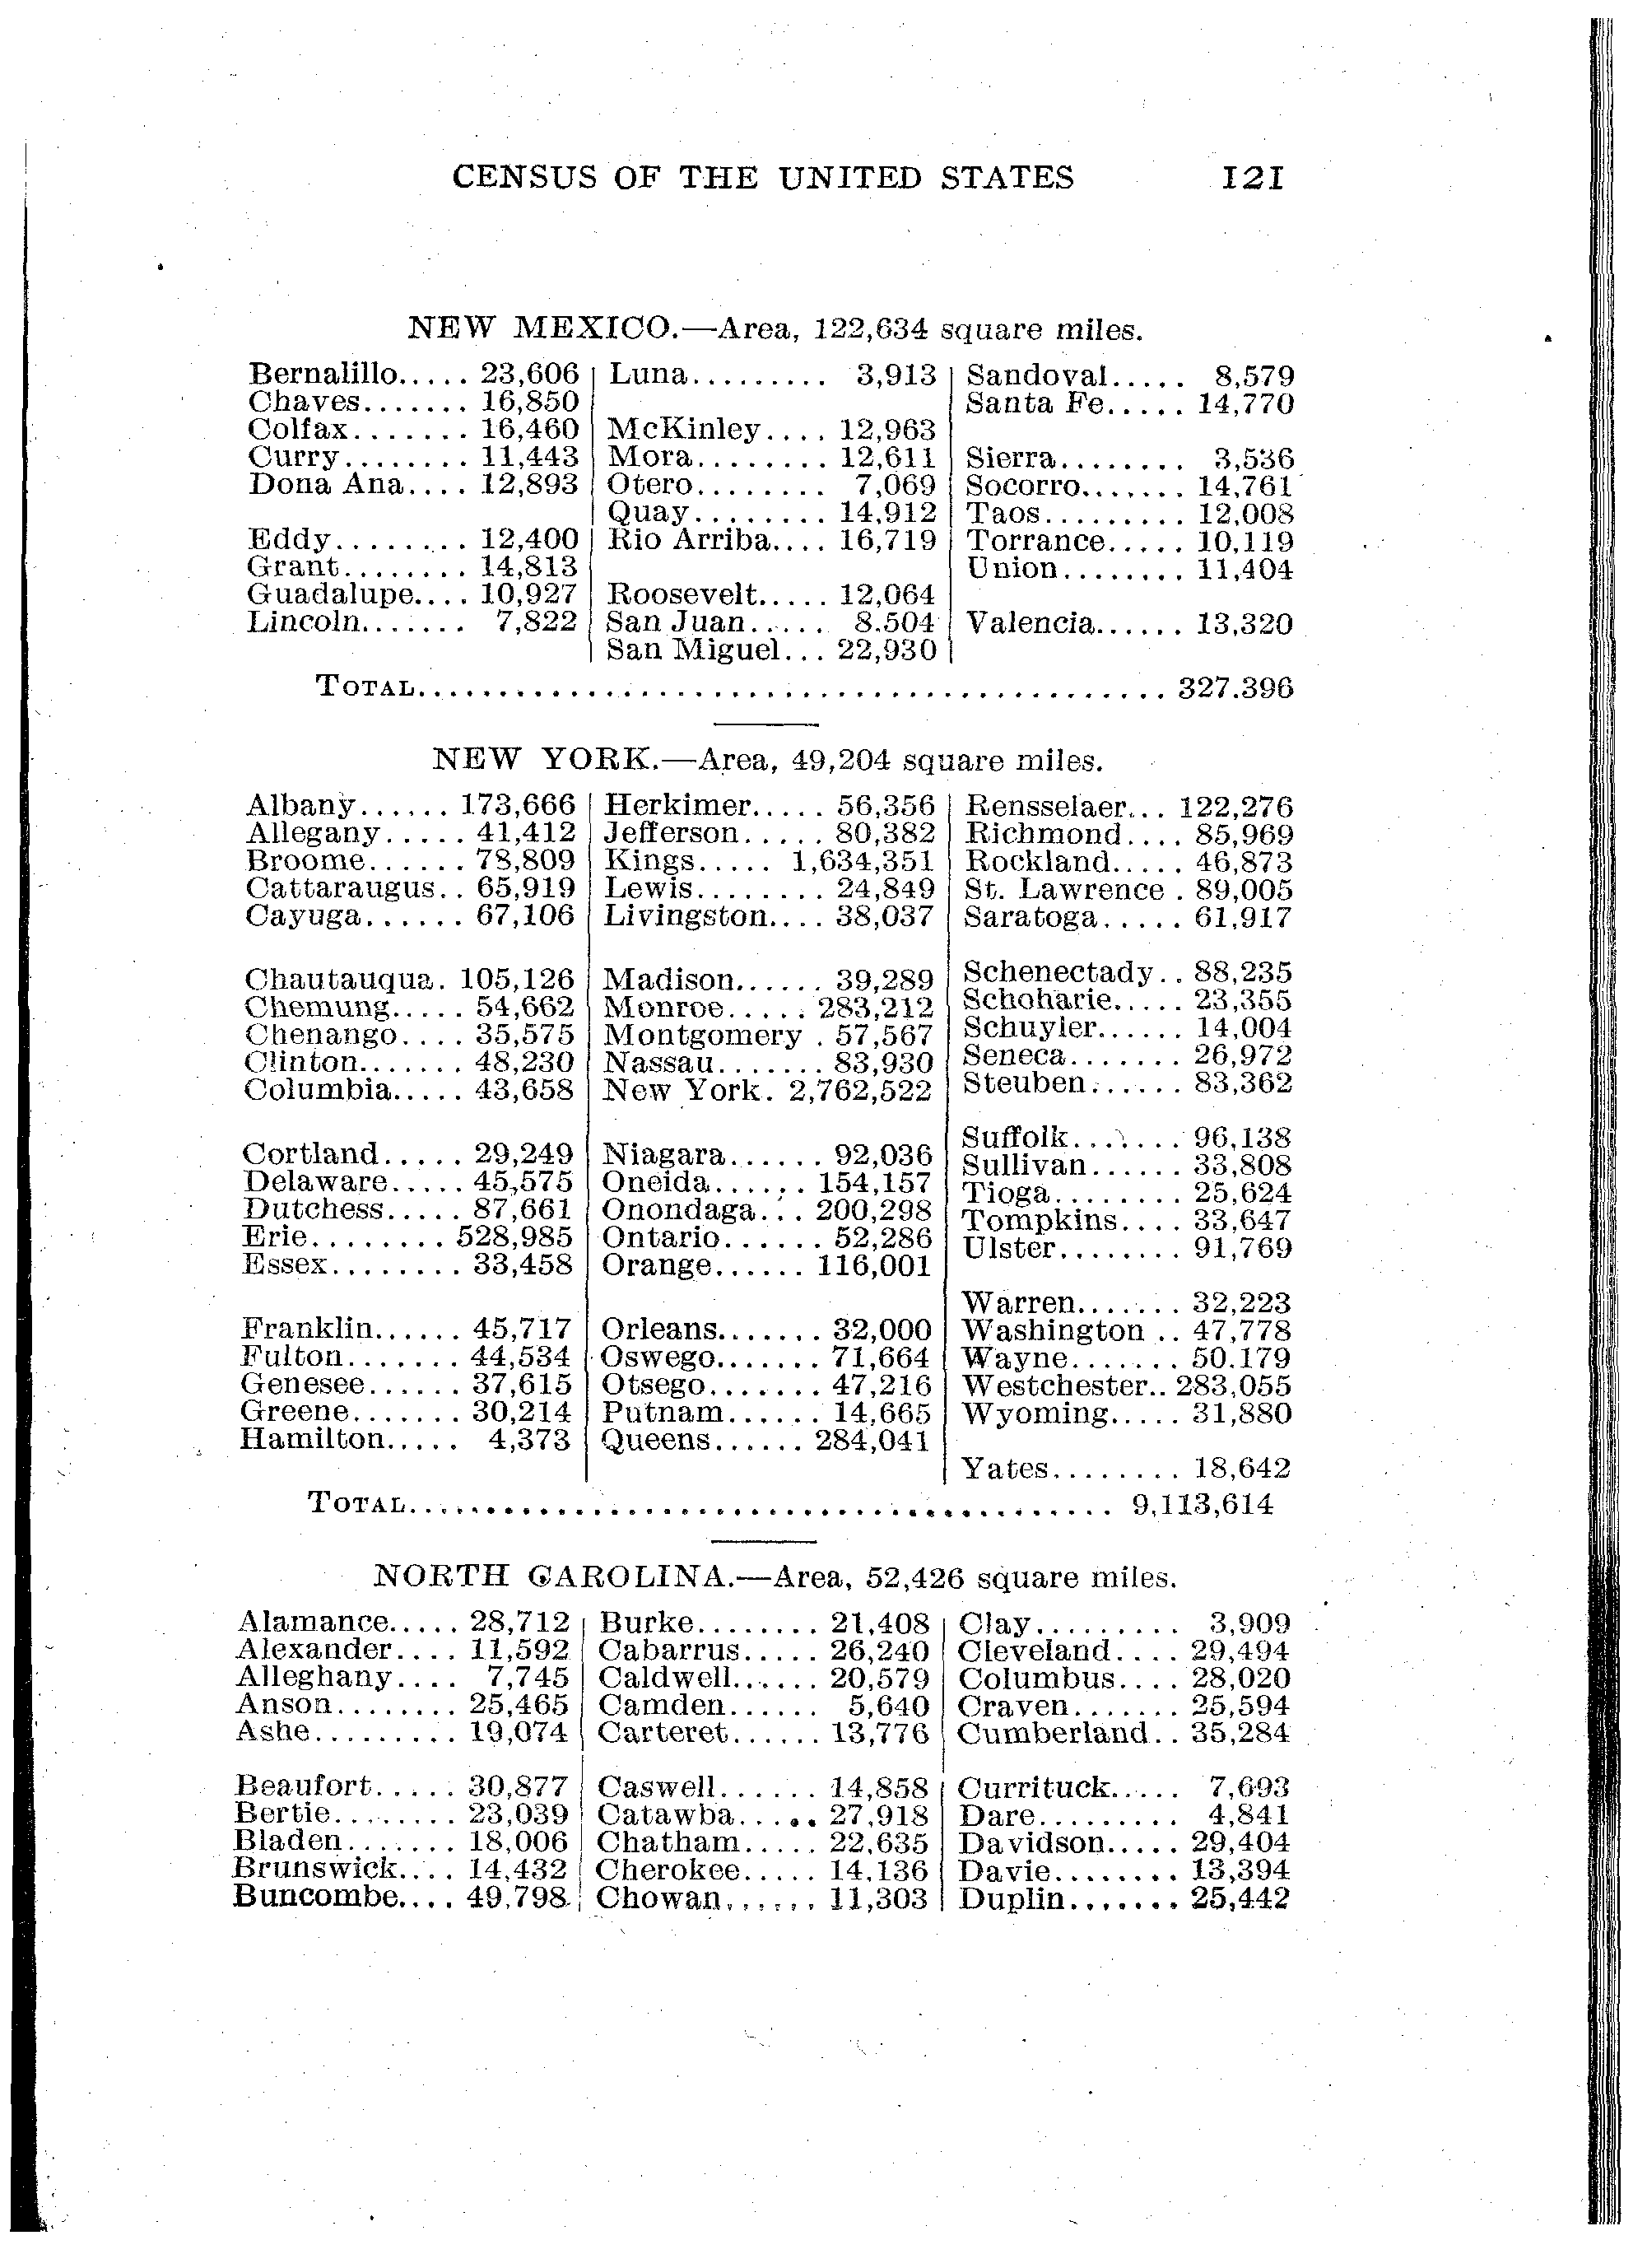 CENSUS OF THE UNITED STATES 121
NEW MEXICO.—Area, 122,634 square miles.
Bernalillo..... 23,606
Chaves....... 16,850
Colfax....... 16,460
Curry........ 11,443
Dona Ana.... 12,893
Eddy........ 12,400
Grant........ 14,813
Guadalupe.... 10,927
Lincoln....... 7,822
Luna......... 3,913
McKinley.... 12,963
Mora........ 12,611
Otero........ 7,069
Quay........ 14,912
Rio Arriba.... 16,719
Roosevelt..... 12,064
San Juan..... 8.504
San Miguel... 22,930
Sandoval..... 8,579
Santa Fe..... 14,770
Sierra........ 3,536
Socorro....... 14,761
Taos......... 12,008
Torrance..... 10,119
Union........ 11,404
Valencia...... 13,320
TOTAL.......................................... 327.396
NEW YORK.—Area, 49,204 square miles.
Albany...... 173,666
Allegany..... 41,412
Broome...... 78,809
Cattaraugus.. 65,919
Cayuga...... 67,106
Chautauqua. 105,126
Chemung..... 54,662
Chenango.... 35,575
Clinton....... 48,230
Columbia..... 43,658
Cortland..... 29,249
Delaware..... 45,575
Dutchess..... 87,661
Erie........ 528,985
Essex........ 33,458
Franklin...... 45,717
Fulton....... 44,534
Genesee...... 37,615
Greene....... 30,214
Hamilton..... 4,373
Herkimer..... 56,356
Jefferson..... 80,382
Kings..... 1,634,351
Lewis........ 24,849
Livingston.... 38,037
Madison...... 39,289
Monroe..... 283,212
Montgomery . 57,567
Nassau....... 83,930
New York. 2,762,522
Niagara...... 92,036
Oneida...... 154,157
Onondaga... 200,298
Ontario...... 52,286
Orange...... 116,001
Orleans....... 32,000
Oswego....... 71,664
Otsego....... 47,216
Putnam...... 14,665
Queens...... 284,041
Rensselaer... 122,276
Richmond.... 85,969
Rockland..... 46,873
St. Lawrence . 89,005
Saratoga..... 61,917
Schenectady.. 88,235
Schoharie..... 23,355
Schuyler...... 14,004
Seneca....... 26,972
Steuben...... 83,362
Suffolk....... 96,138
Sullivan...... 33,808
Tioga........ 25,624
Tompkins.... 33,647
Ulster........ 91,769
Warren....... 32,223
Washington .. 47,778
Wayne....... 50.179
Westchester.. 283,055
Wyoming..... 31,880
Yates........ 18,642
TOTAL........................................ 9,113,614
NORTH CAROLINA.—Area, 52,426 square miles.
Alamance..... 28,712
Alexander.... 11,592
Alleghany.... 7,745
Anson........ 25,465
Ashe......... 19,074
Beaufort..... 30,877
Bertie........ 23,039
Bladen....... 18,006
Brunswick.... 14,432
Buncombe.... 49,798
Burke........ 21,408
Cabarrus..... 26,240
Caldwell...... 20,579
Camden...... 5,640
Carteret...... 13,776
Caswell...... 14,858
Catawba..... 27,918
Chatham..... 22,635
Cherokee..... 14,136
Chowan...... 11,303
Clay......... 3,909
Cleveland.... 29,494
Columbus.... 28,020
Craven....... 25,594
Cumberland.. 35,284
Currituck..... 7,693
Dare......... 4,841
Davidson..... 29,404
Davie........ 13,394
Duplin....... 25,442